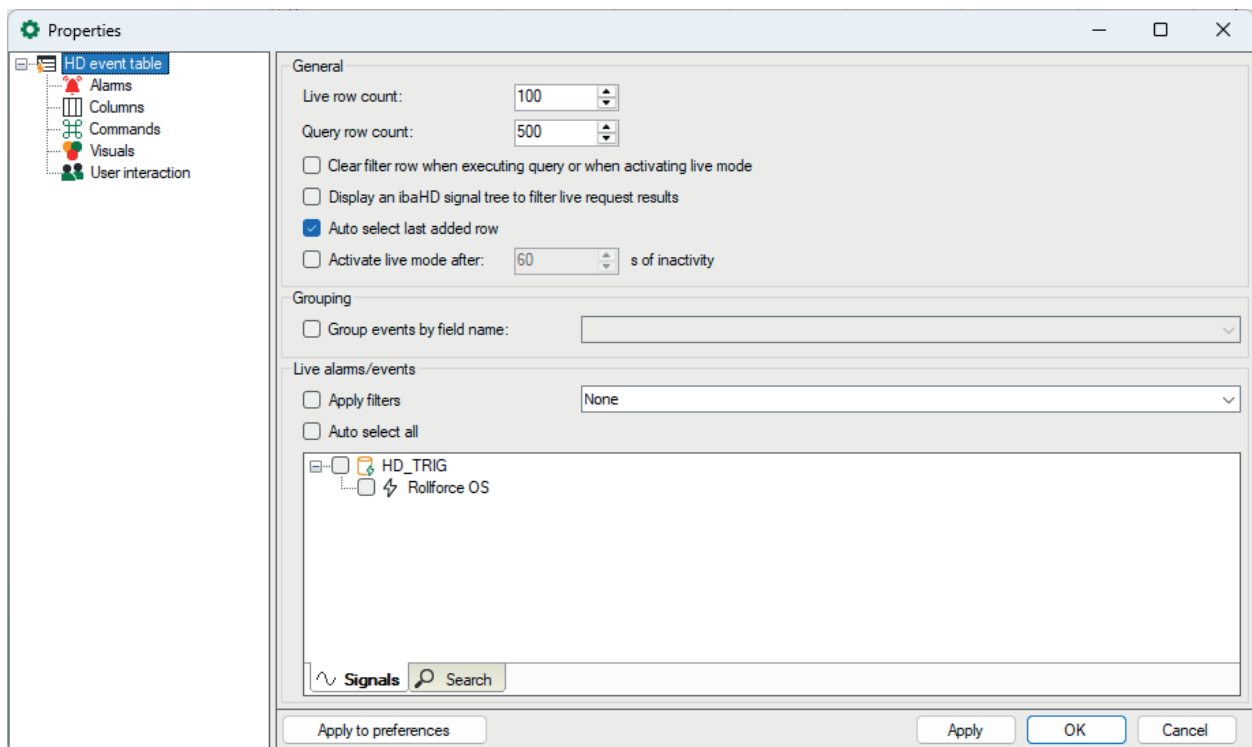 Properties
HD event table
Alarms
Columns
Commands
Visuals
User interaction
General
Live row count: 100
Query row count: 500
Clear filter row when executing query or when activating live mode
Display an ibaHD signal tree to filter live request results
Auto select last added row
Activate live mode after: 60 s of inactivity
Grouping
Group events by field name:
Live alarms/events
Apply filters None
Auto select all
HD_TRIG
Rollforce OS
Signals Search
Apply to preferences Apply OK Cancel